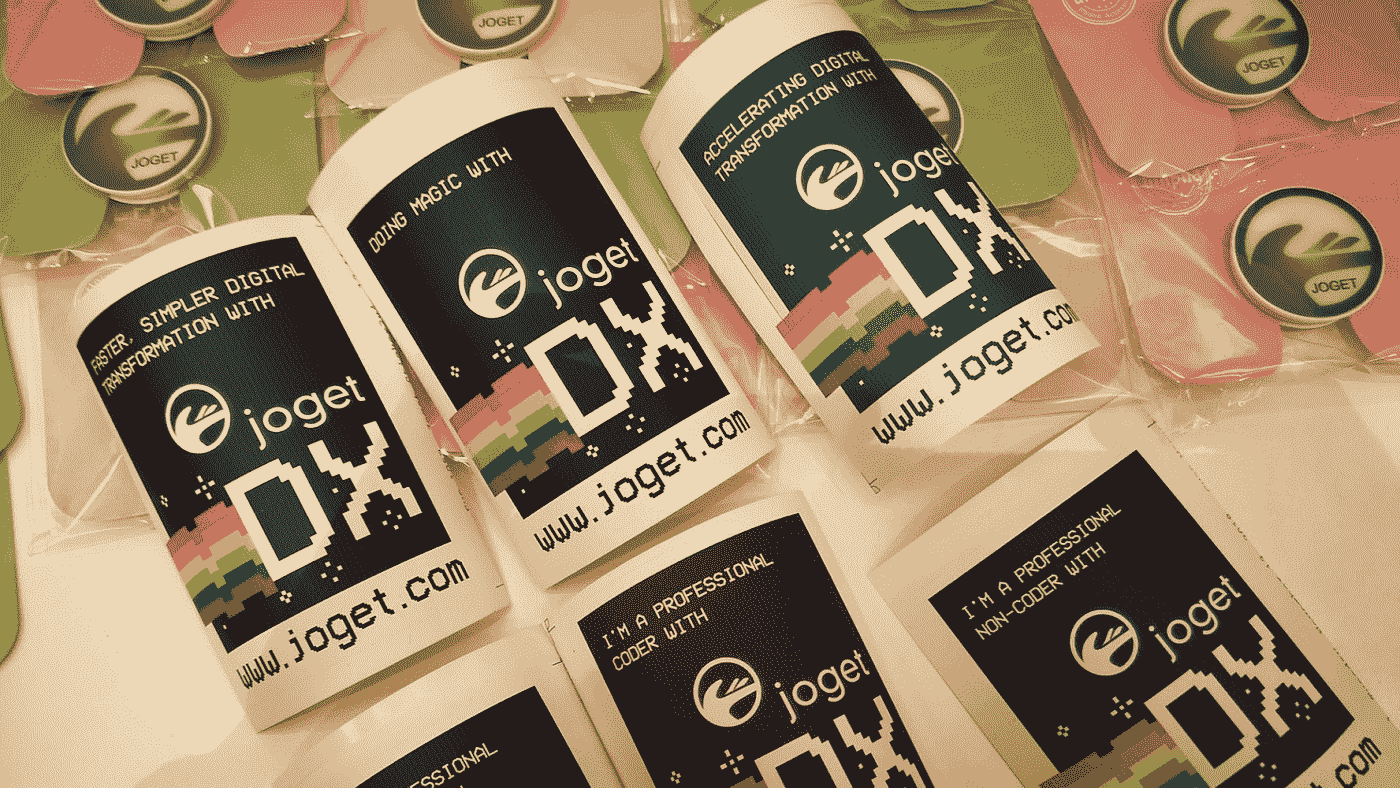 JOGET
JOGET
JOGET
JOGET
FASTER, SIMPLER DIGITAL
TRANSFORMATION WITH
joget
DX
www.joget.com
DOING MAGIC WITH
joget
DX
www.joget.com
ACCELERATING DIGITAL
TRANSFORMATION WITH
joget
DX
www.joget.com
I'M A PROFESSIONAL
CODER WITH
joget
DX
I'M A PROFESSIONAL
NON-CODER WITH
joget
DX